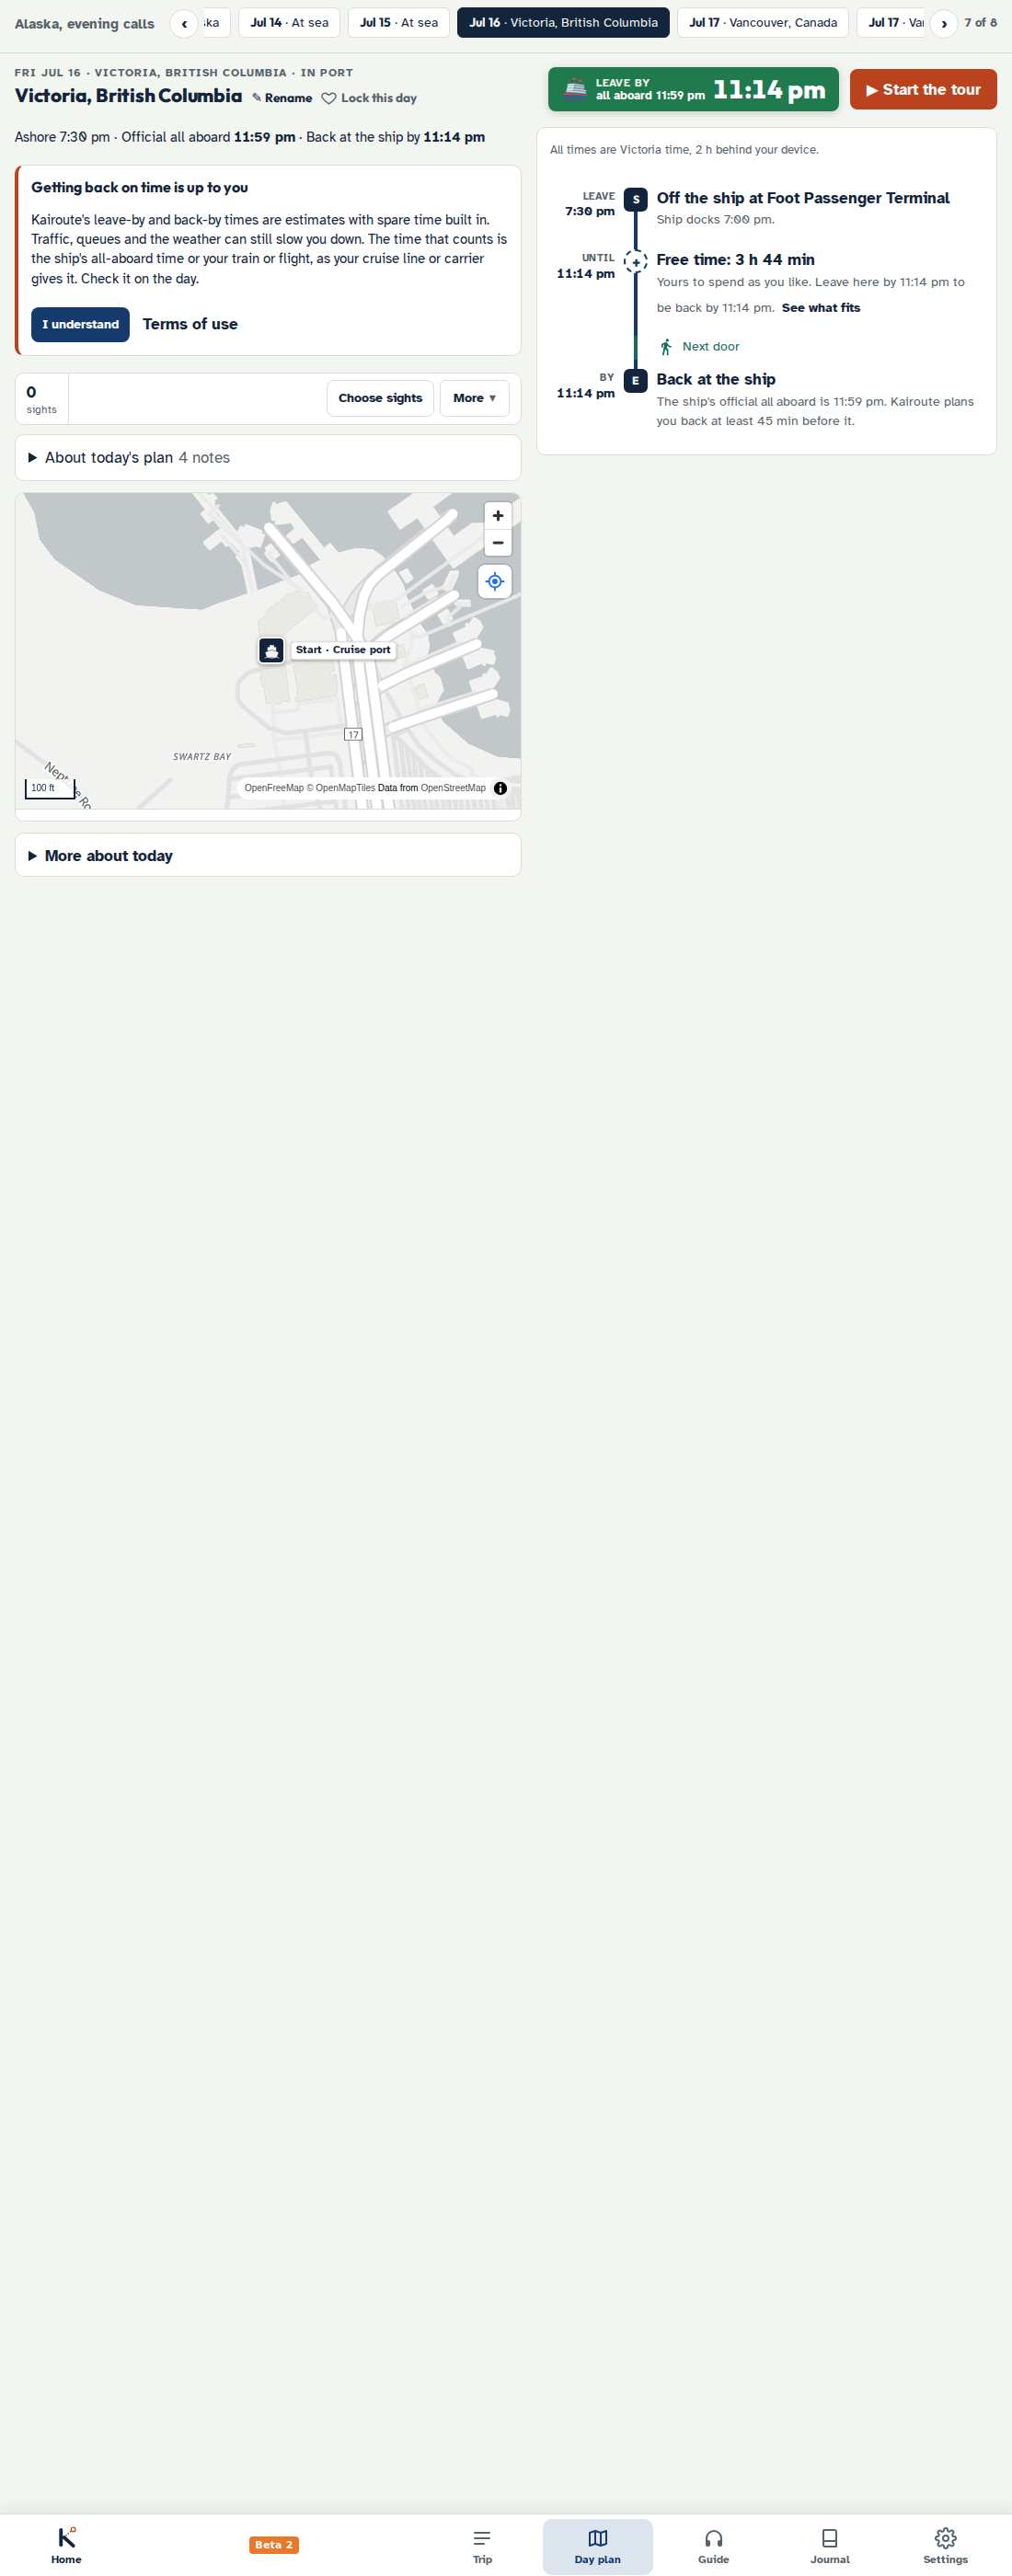 Alaska, evening calls
‹
ska
Jul 14 · At sea
Jul 15 · At sea
Jul 16 · Victoria, British Columbia
Jul 17 · Vancouver, Canada
Jul 17 · Va
›
7 of 8
FRI JUL 16 · VICTORIA, BRITISH COLUMBIA · IN PORT
Victoria, British Columbia
✎ Rename
Lock this day
LEAVE BY
all aboard 11:59 pm
11:14 pm
▶ Start the tour
Ashore 7:30 pm · Official all aboard 11:59 pm · Back at the ship by 11:14 pm
Getting back on time is up to you
Kairoute's leave-by and back-by times are estimates with spare time built in.
Traffic, queues and the weather can still slow you down. The time that counts is
the ship's all-aboard time or your train or flight, as your cruise line or carrier
gives it. Check it on the day.
I understand
Terms of use
0
sights
Choose sights
More ▼
▶ About today's plan 4 notes
Start · Cruise port
17
SWARTZ BAY
100 ft
OpenFreeMap © OpenMapTiles Data from OpenStreetMap
▶ More about today
All times are Victoria time, 2 h behind your device.
LEAVE
7:30 pm
S
Off the ship at Foot Passenger Terminal
Ship docks 7:00 pm.
UNTIL
11:14 pm
+
Free time: 3 h 44 min
Yours to spend as you like. Leave here by 11:14 pm to
be back by 11:14 pm. See what fits
Next door
BY
11:14 pm
E
Back at the ship
The ship's official all aboard is 11:59 pm. Kairoute plans
you back at least 45 min before it.
Home
Beta 2
Trip
Day plan
Guide
Journal
Settings